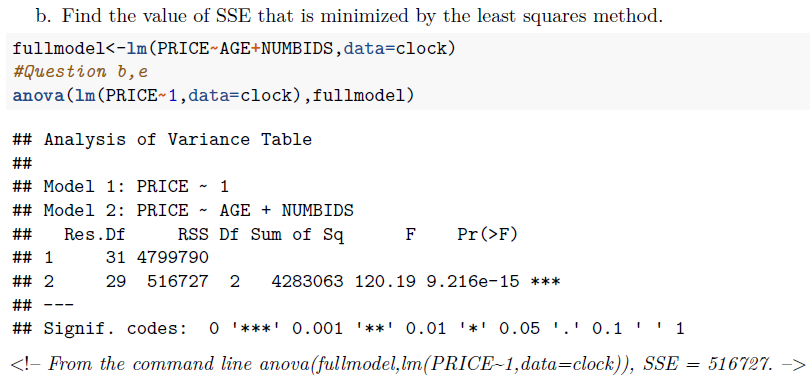 b. Find the value of SSE that is minimized by the least squares method.
fullmodel<-lm(PRICE~AGE+NUMBIDS,data=clock)
#Question b,e
anova(lm(PRICE~1,data=clock),fullmodel)
## Analysis of Variance Table
##
## Model 1: PRICE ~ 1
## Model 2: PRICE ~ AGE + NUMBIDS
##   Res.Df     RSS Df Sum of Sq      F    Pr(>F)
## 1     31 4799790
## 2     29  516727  2   4283063 120.19 9.216e-15 ***
## ---
## Signif. codes:  0 '***' 0.001 '**' 0.01 '*' 0.05 '.' 0.1 ' ' 1
<!– From the command line anova(fullmodel,lm(PRICE~1,data=clock)), SSE = 516727. –>